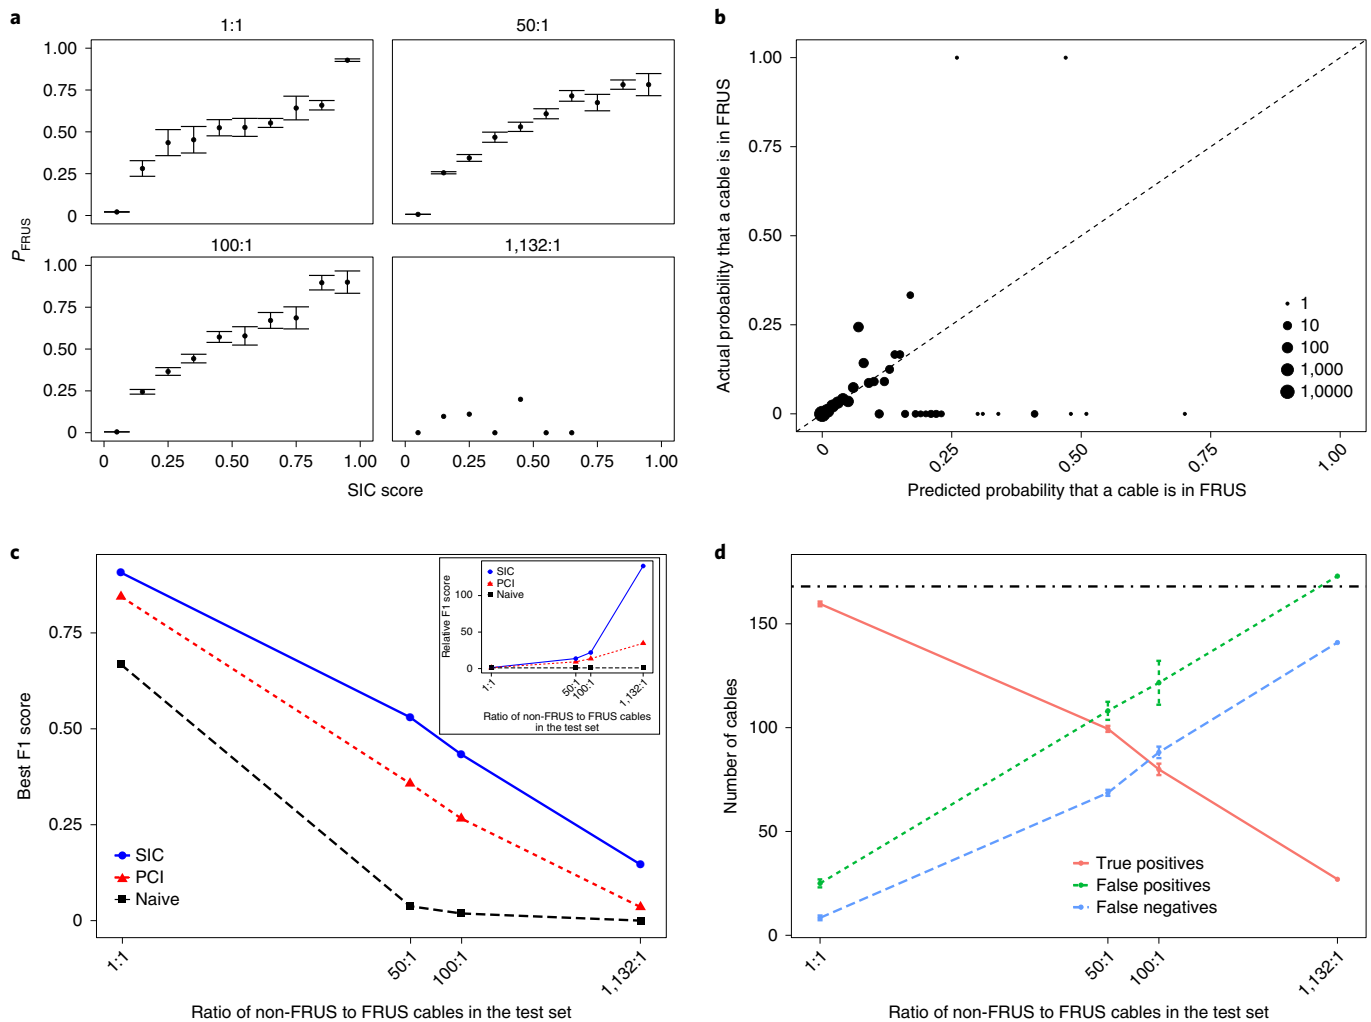 a
1:1
50:1
1.00
0.75
0.50
0.25
0
100:1
1,132:1
1.00
0.75
0.50
0.25
0
PFRUS
0 0.25 0.50 0.75 1.00
0 0.25 0.50 0.75 1.00
SIC score
b
Actual probability that a cable is in FRUS
1.00
0.75
0.50
0.25
0
1
10
100
1,000
1,0000
0 0.25 0.50 0.75 1.00
Predicted probability that a cable is in FRUS
c
Best F1 score
0.75
0.50
0.25
0
SIC
PCI
Naive
1:1 50:1 100:1 1,132:1
Ratio of non-FRUS to FRUS cables in the test set
Relative F1 score
100
50
0
SIC
PCI
Naive
1:1 50:1 100:1 1,132:1
Ratio of non-FRUS to FRUS cables
in the test set
d
Number of cables
150
100
50
0
True positives
False positives
False negatives
1:1 50:1 100:1 1,132:1
Ratio of non-FRUS to FRUS cables in the test set